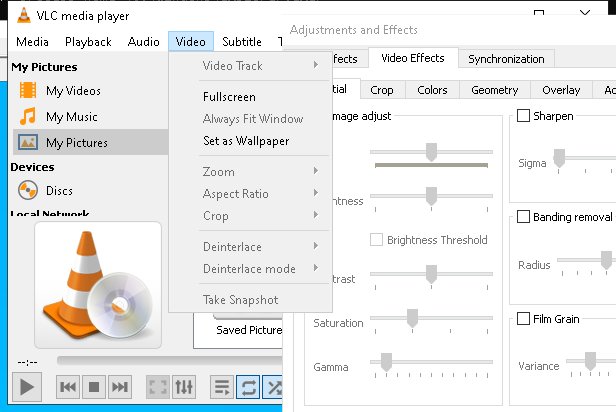 VLC media player
Media Playback Audio Video Subtitle T
My Pictures
My Videos
My Music
My Pictures
Devices
Discs
Local Network
Video Track
Fullscreen
Always Fit Window
Set as Wallpaper
Zoom
Aspect Ratio
Crop
Deinterlace
Deinterlace mode
Take Snapshot
Saved Picture
--:--
Adjustments and Effects
ffects Video Effects Synchronization
tial Crop Colors Geometry Overlay
mage adjust
Sharpen
Sigma
ntness
Banding removal
Brightness Threshold
Radius
trast
Saturation
Film Grain
Gamma
Variance